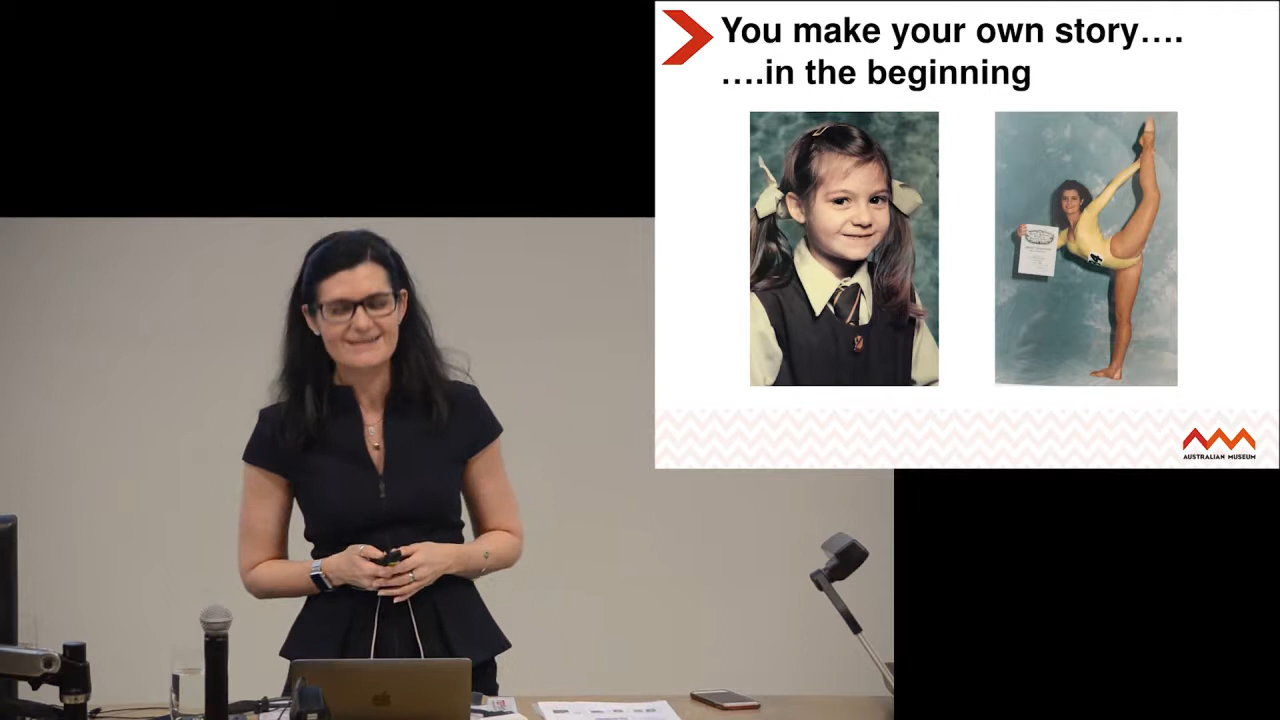 You make your own story….
….in the beginning
AUSTRALIAN MUSEUM